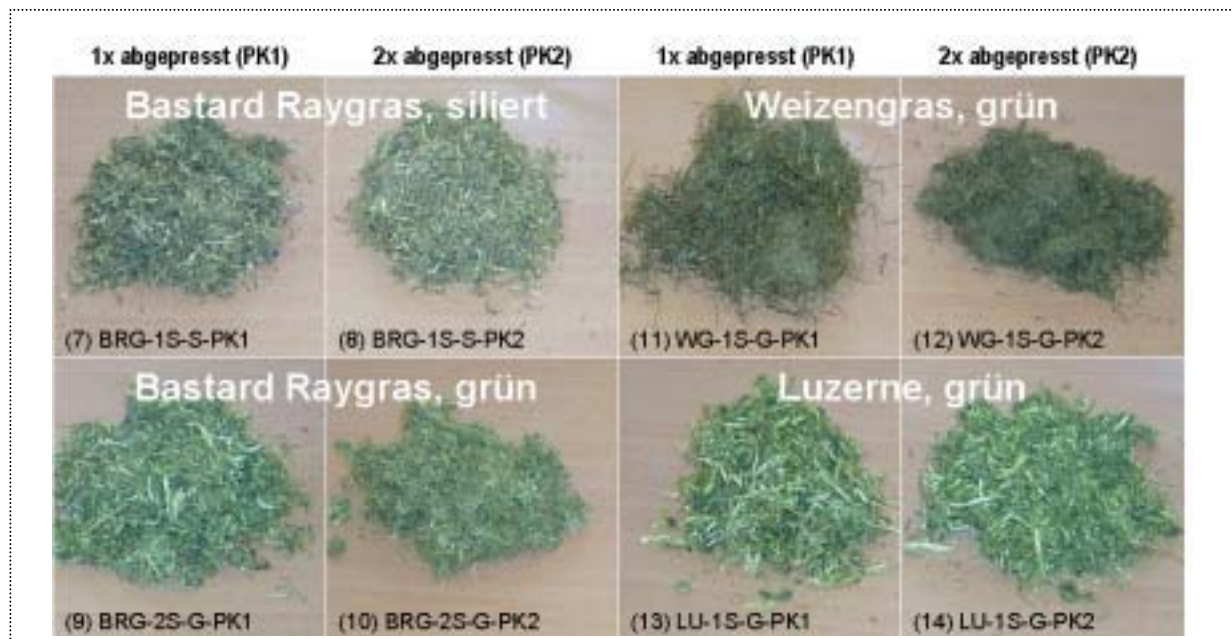 1x abgepresst (PK1) 2x abgepresst (PK2) 1x abgepresst (PK1) 2x abgepresst (PK2)
Bastard Raygras, siliert Weizengras, grün
(7) BRG-1S-S-PK1 (8) BRG-1S-S-PK2 (11) WG-1S-G-PK1 (12) WG-1S-G-PK2
Bastard Raygras, grün Luzerne, grün
(9) BRG-2S-G-PK1 (10) BRG-2S-G-PK2 (13) LU-1S-G-PK1 (14) LU-1S-G-PK2